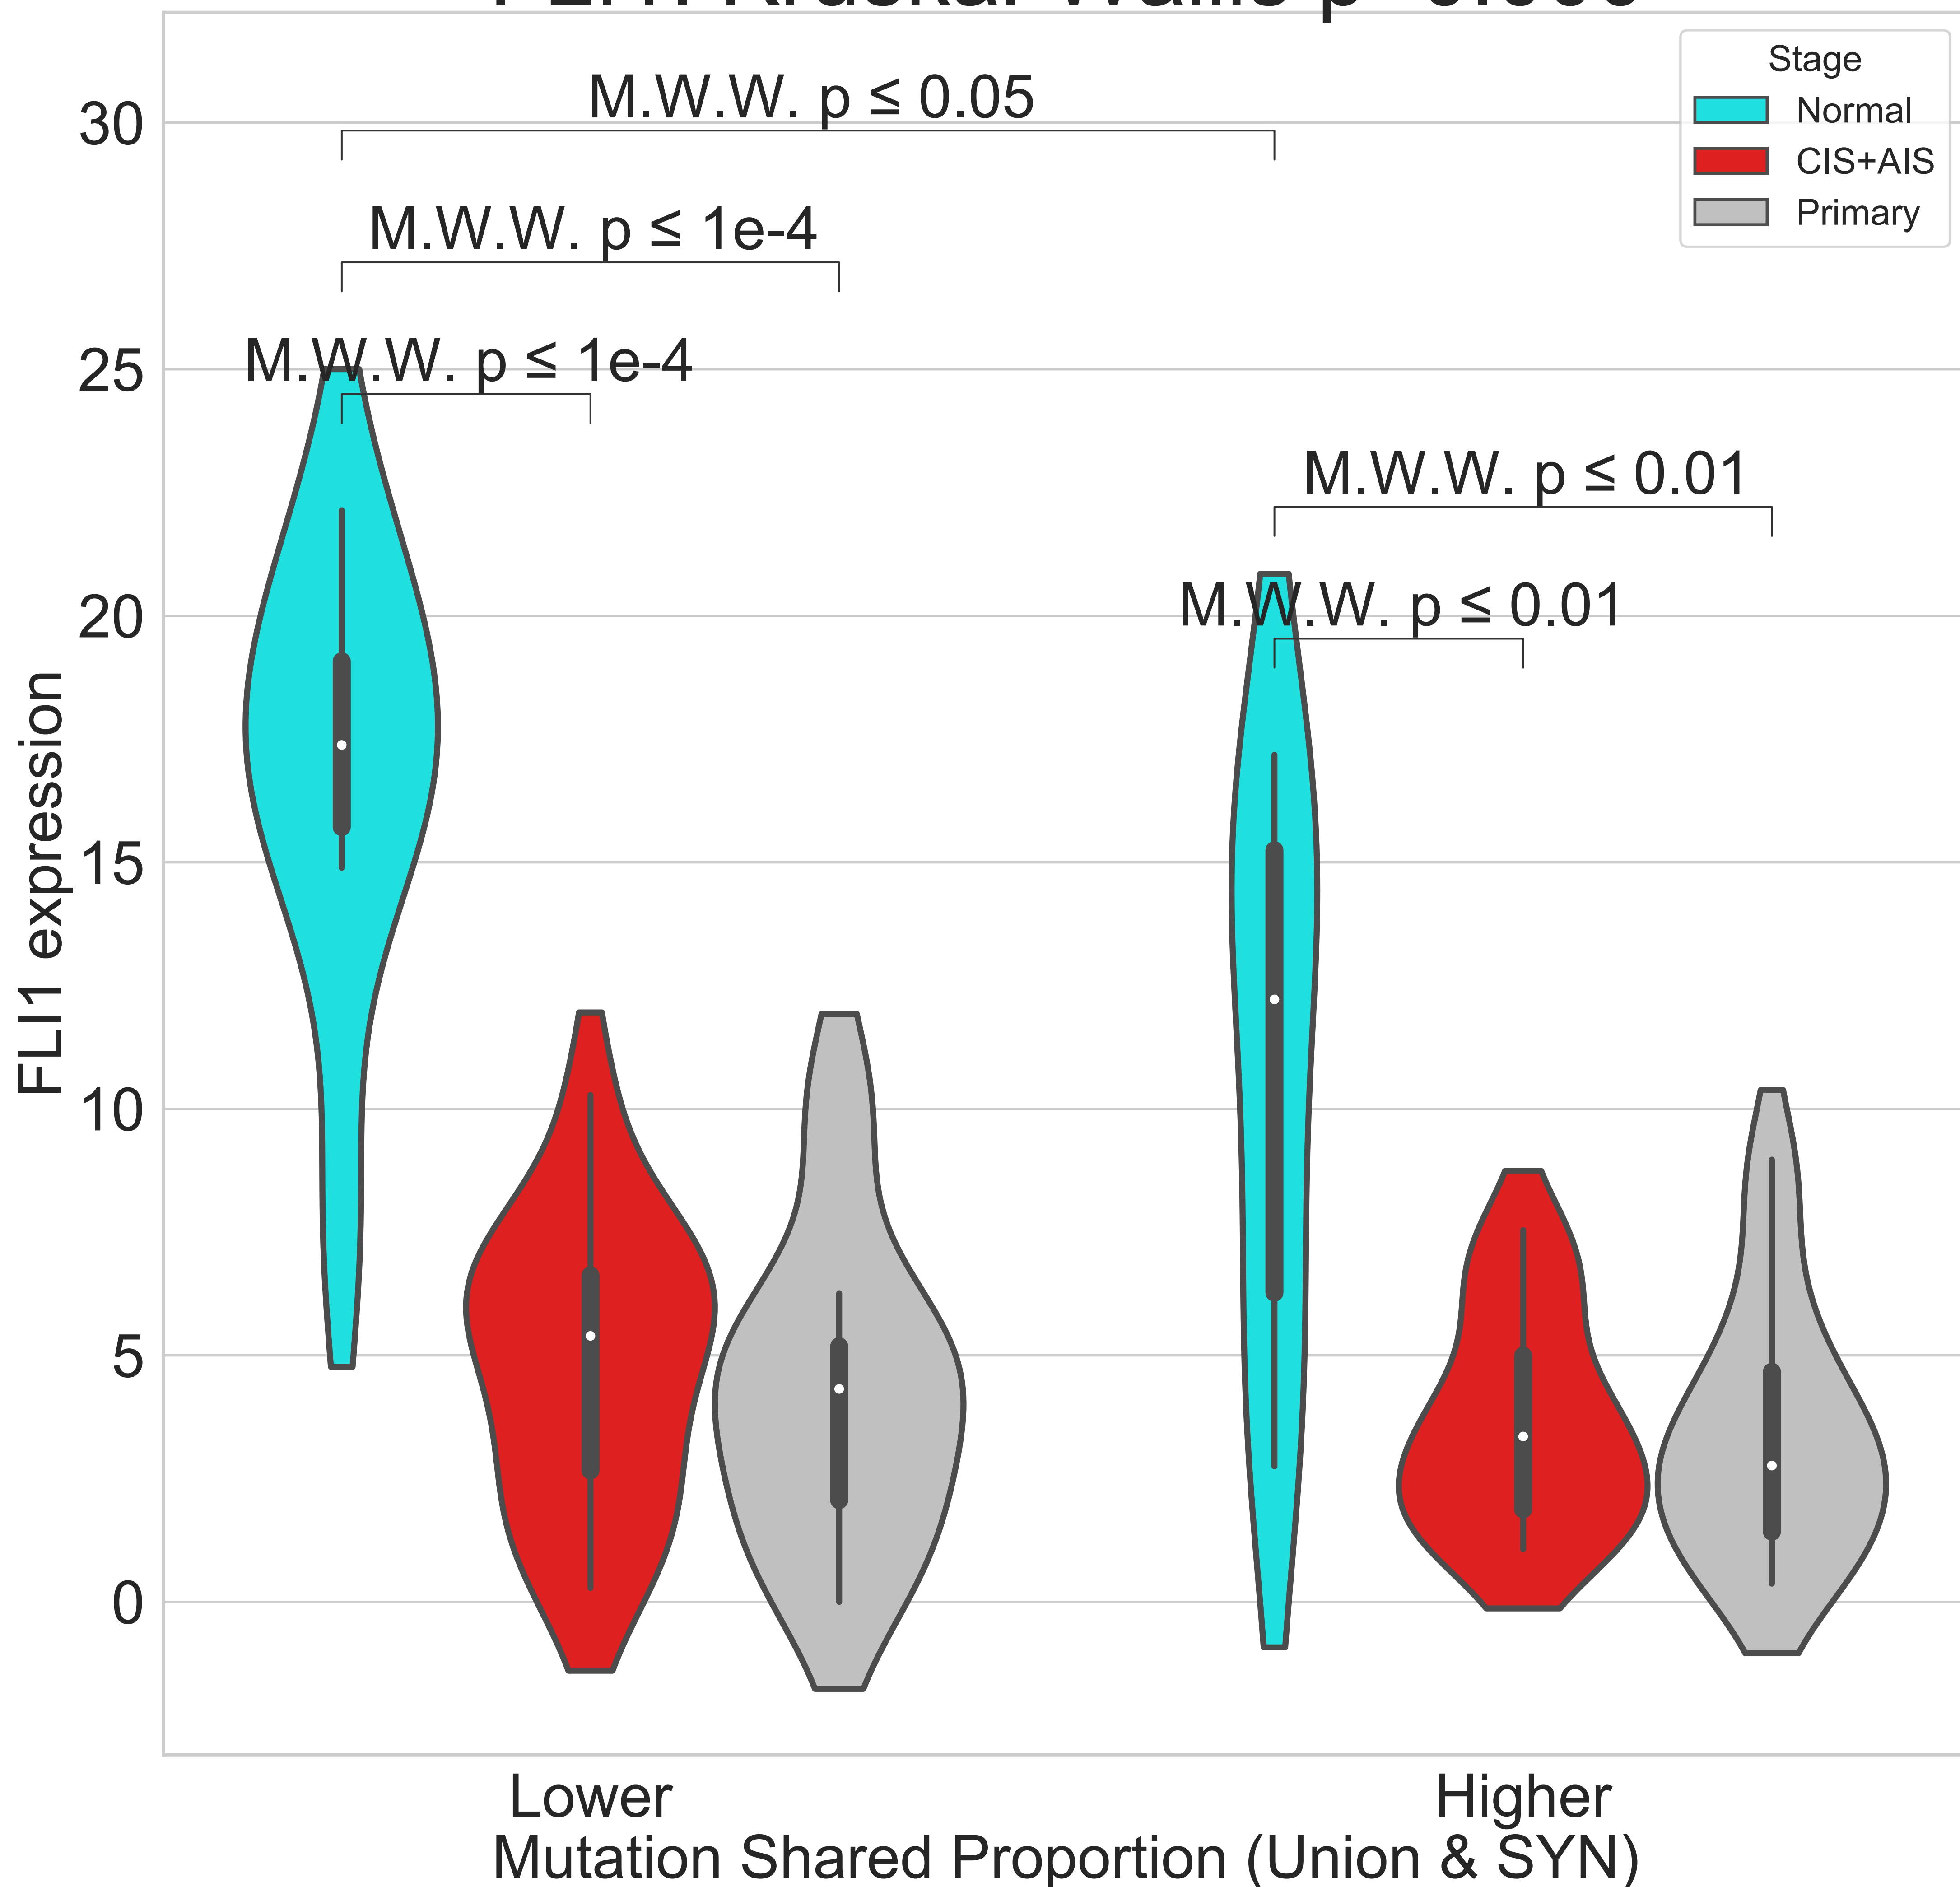 Stage
Normal
CIS+AIS
Primary
M.W.W. p ≤ 0.05
M.W.W. p ≤ 1e-4
M.W.W. p ≤ 1e-4
M.W.W. p ≤ 0.01
M.W.W. p ≤ 0.01
30
25
20
15
10
5
0
FLI1 expression
Lower
Higher
Mutation Shared Proportion (Union & SYN)